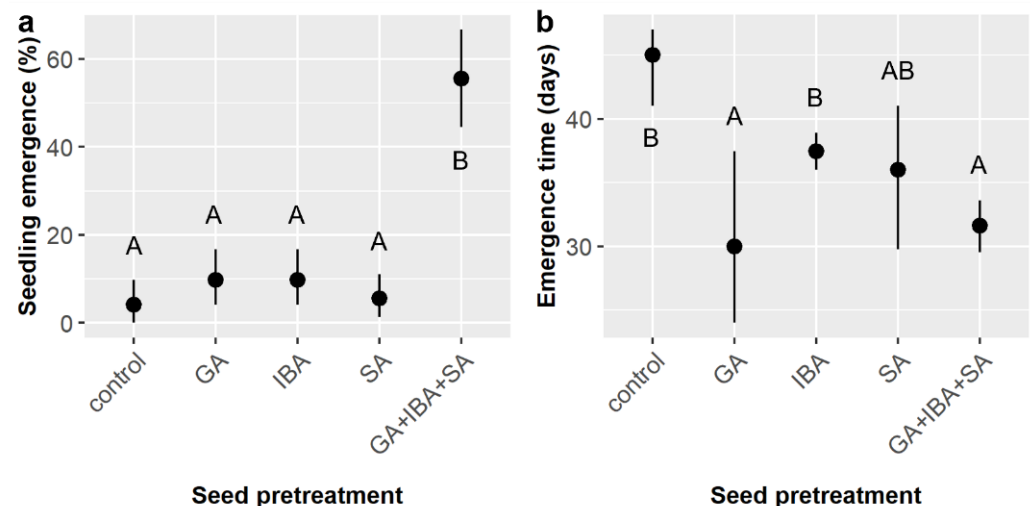 a
Seedling emergence (%)
60
40
20
0
A
A
A
A
B
control
GA
IBA
SA
GA+IBA+SA
Seed pretreatment
b
Emergence time (days)
40
30
B
A
B
AB
A
control
GA
IBA
SA
GA+IBA+SA
Seed pretreatment